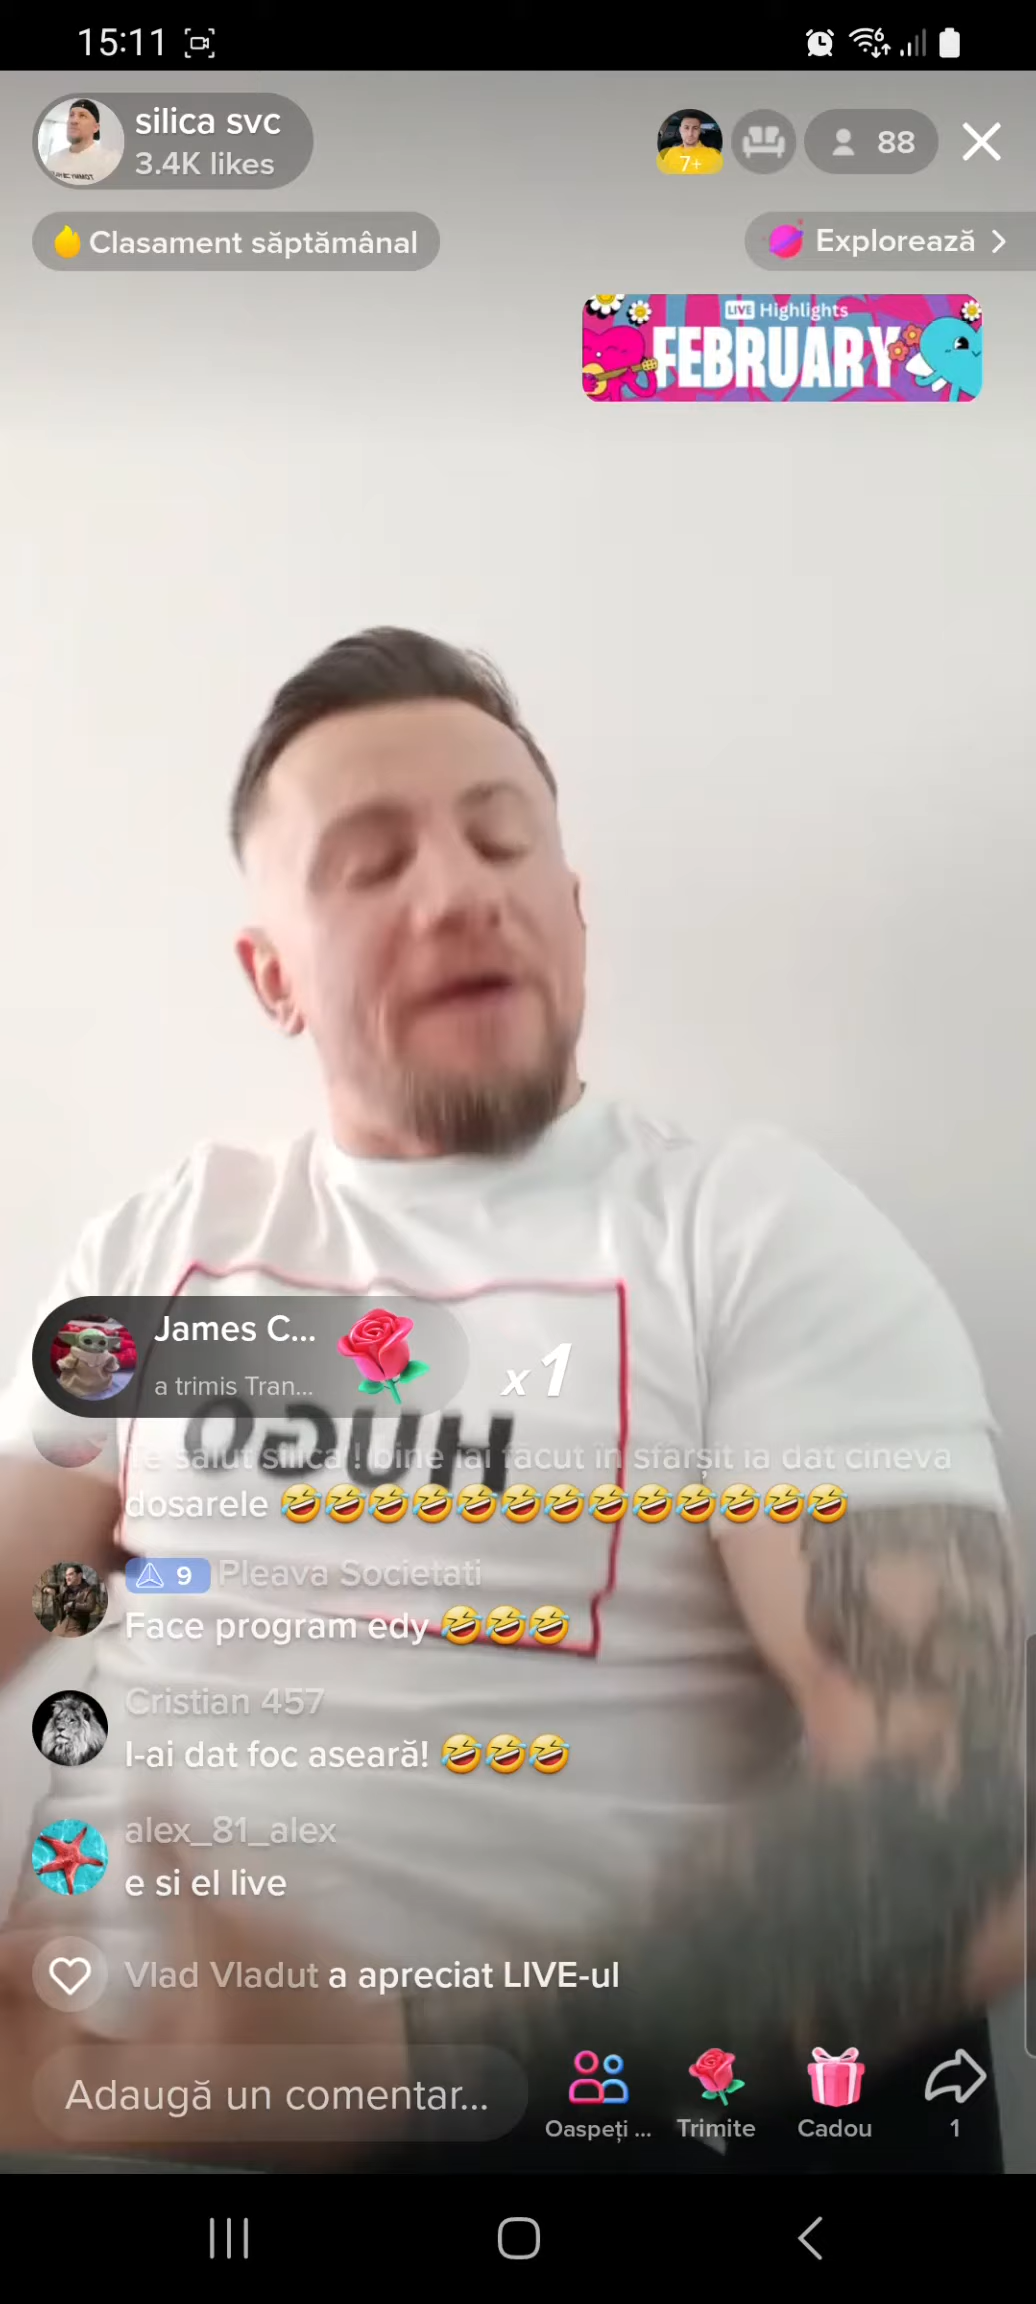 15:11
6
silica svc
3.4K likes
7+
88
Clasament săptămânal
Explorează
LIVE Highlights
FEBRUARY
James C...
a trimis Tran...
x1
HUGO
Te salut silica ! bine iai făcut în sfârșit ia dat cineva
dosarele 🤣🤣🤣🤣🤣🤣🤣🤣🤣🤣🤣🤣🤣
9 Pleava Societati
Face program edy 🤣🤣🤣
Cristian 457
I-ai dat foc aseară! 🤣🤣🤣
alex_81_alex
e si el live
Vlad Vladut a apreciat LIVE-ul
Adaugă un comentar...
Oaspeți ...
Trimite
Cadou
1